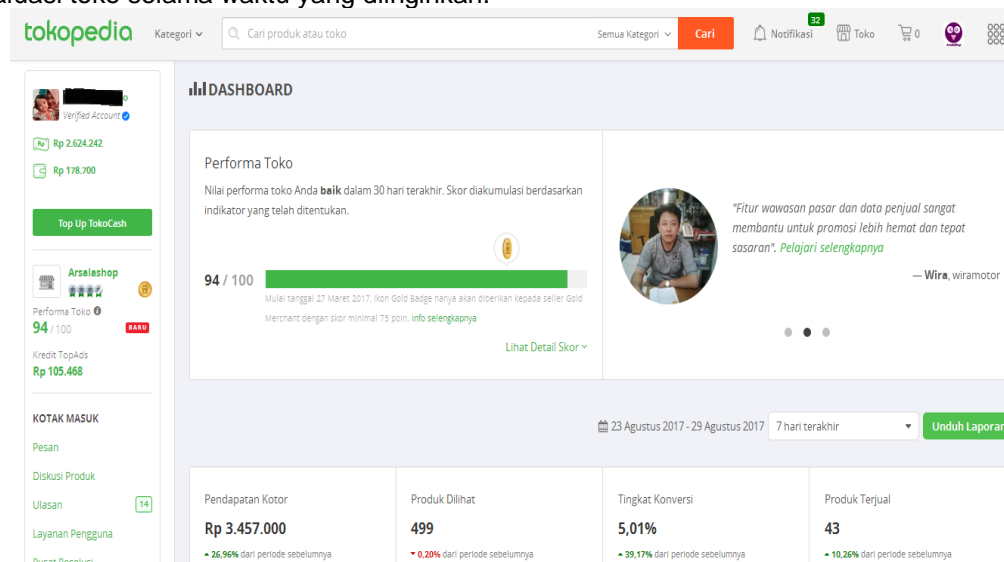 aluasi toko selama waktu yang diinginkan.
tokopedia Kategori Cari produk atau toko Semua Kategori Cari Notifikasi 32 Toko 0
Verified Account
Rp 2.624.242
Rp 178.700
Top Up TokoCash
Arsalashop
Performa Toko
94 / 100 BARU
Kredit TopAds
Rp 105.468
KOTAK MASUK
Pesan
Diskusi Produk
Ulasan 14
Layanan Pengguna
Pusat Resolusi
DASHBOARD
Performa Toko
Nilai performa toko Anda baik dalam 30 hari terakhir. Skor diakumulasi berdasarkan
indikator yang telah ditentukan.
94 / 100
Mulai tanggal 27 Maret 2017, Ikon Gold Badge hanya akan diberikan kepada seller Gold
Merchant dengan skor minimal 75 poin. Info selengkapnya
Lihat Detail Skor
"Fitur wawasan pasar dan data penjual sangat
membantu untuk promosi lebih hemat dan tepat
sasaran". Pelajari selengkapnya
— Wira, wiramotor
23 Agustus 2017 - 29 Agustus 2017 7 hari terakhir Unduh Laporan
Pendapatan Kotor
Rp 3.457.000
26,96% dari periode sebelumnya
Produk Dilihat
499
0,20% dari periode sebelumnya
Tingkat Konversi
5,01%
39,17% dari periode sebelumnya
Produk Terjual
43
10,26% dari periode sebelumnya